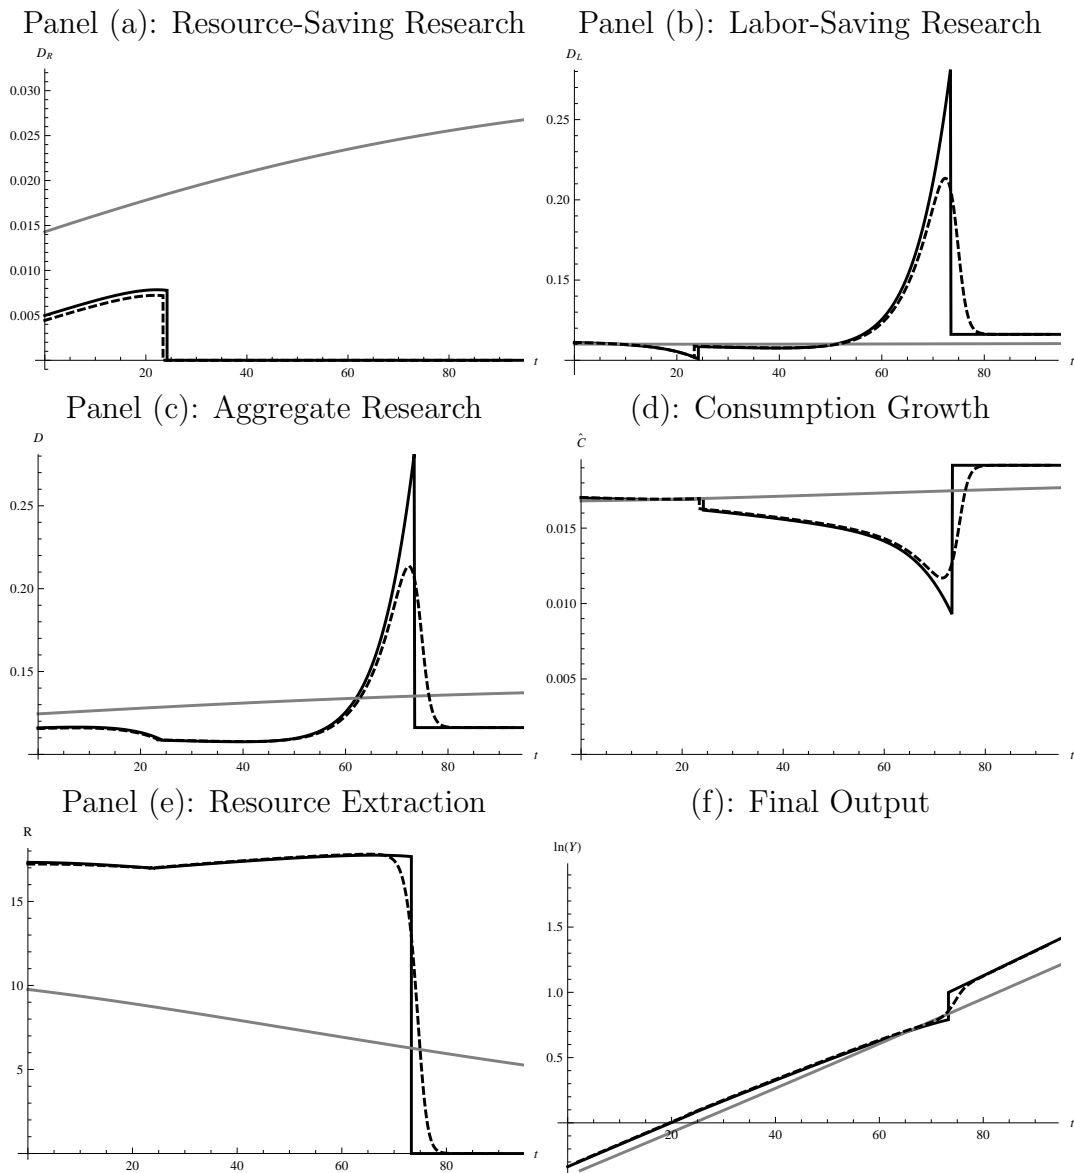 Panel (a): Resource-Saving Research
Panel (b): Labor-Saving Research
D_R
0.030
0.025
0.020
0.015
0.010
0.005
20
40
60
80
t
D_L
0.25
0.20
0.15
20
40
60
80
t
Panel (c): Aggregate Research
(d): Consumption Growth
D
0.25
0.20
0.15
20
40
60
80
t
Ĉ
0.015
0.010
0.005
20
40
60
80
t
Panel (e): Resource Extraction
(f): Final Output
R
15
10
5
20
40
60
80
t
ln(Y)
1.5
1.0
0.5
20
40
60
80
t